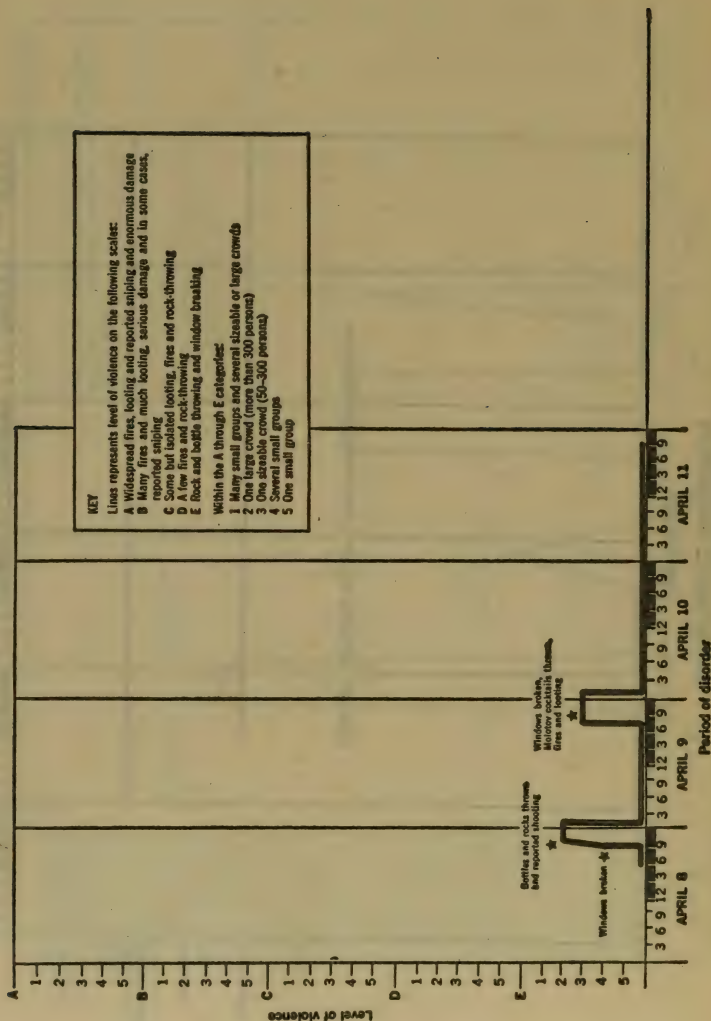 KEY
Lines represents level of violence on the following scales:
A Widespread fires, looting and reported sniping and enormous damage
B Many fires and much looting, serious damage and in some cases,
reported sniping
C Some but isolated looting, fires and rock-throwing
D A few fires and rock-throwing
E Rock and bottle throwing and window breaking
Within the A through E categories:
1 Many small groups and several sizeable or large crowds
2 One large crowd (more than 300 persons)
3 One sizeable crowd (50–300 persons)
4 Several small groups
5 One small group
Level of violence
A
1
2
3
4
5
B
1
2
3
4
5
C
1
2
3
4
5
D
1
2
3
4
5
E
1
2
3
4
5
Windows broken
Bottles and rocks thrown
and reported shooting
Windows broken,
Molotov cocktails thrown,
fires and looting
3 6 9 12 3 6 9 3 6 9 12 3 6 9 3 6 9 12 3 6 9 3 6 9 12 3 6 9
APRIL 8 APRIL 9 APRIL 10 APRIL 11
Period of disorder